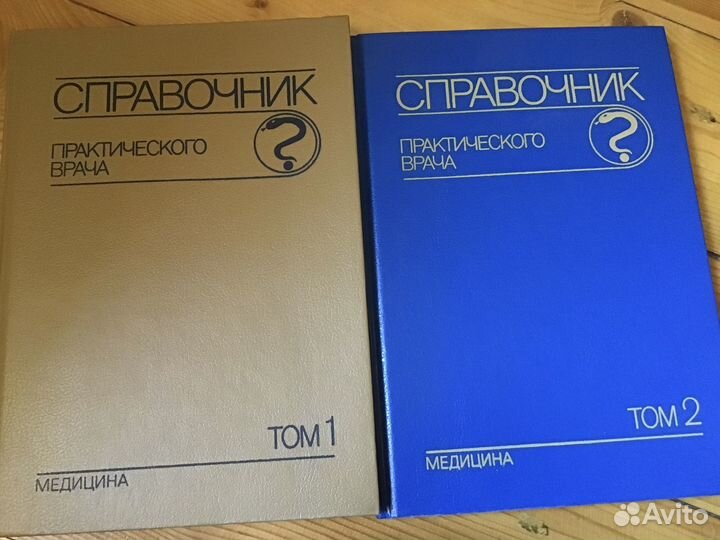 СПРАВОЧНИК
ПРАКТИЧЕСКОГО
ВРАЧА
ТОМ 1
МЕДИЦИНА
СПРАВОЧНИК
ПРАКТИЧЕСКОГО
ВРАЧА
ТОМ 2
МЕДИЦИНА
Avito